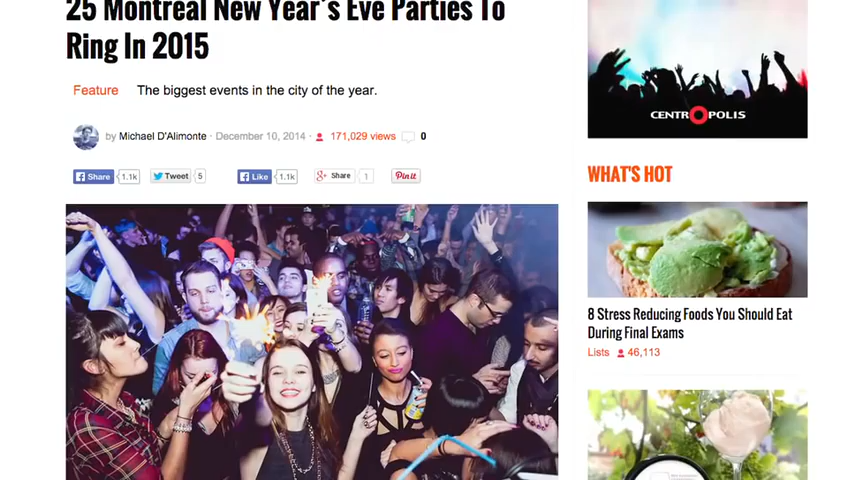 25 Montreal New Year's Eve Parties To
Ring In 2015
Feature The biggest events in the city of the year.
by Michael D'Alimonte · December 10, 2014 · 171,029 views 0
Share 1.1k Tweet 5 Like 1.1k Share 1 Pin it
CENTROPOLIS
WHAT'S HOT
8 Stress Reducing Foods You Should Eat
During Final Exams
Lists 46,113